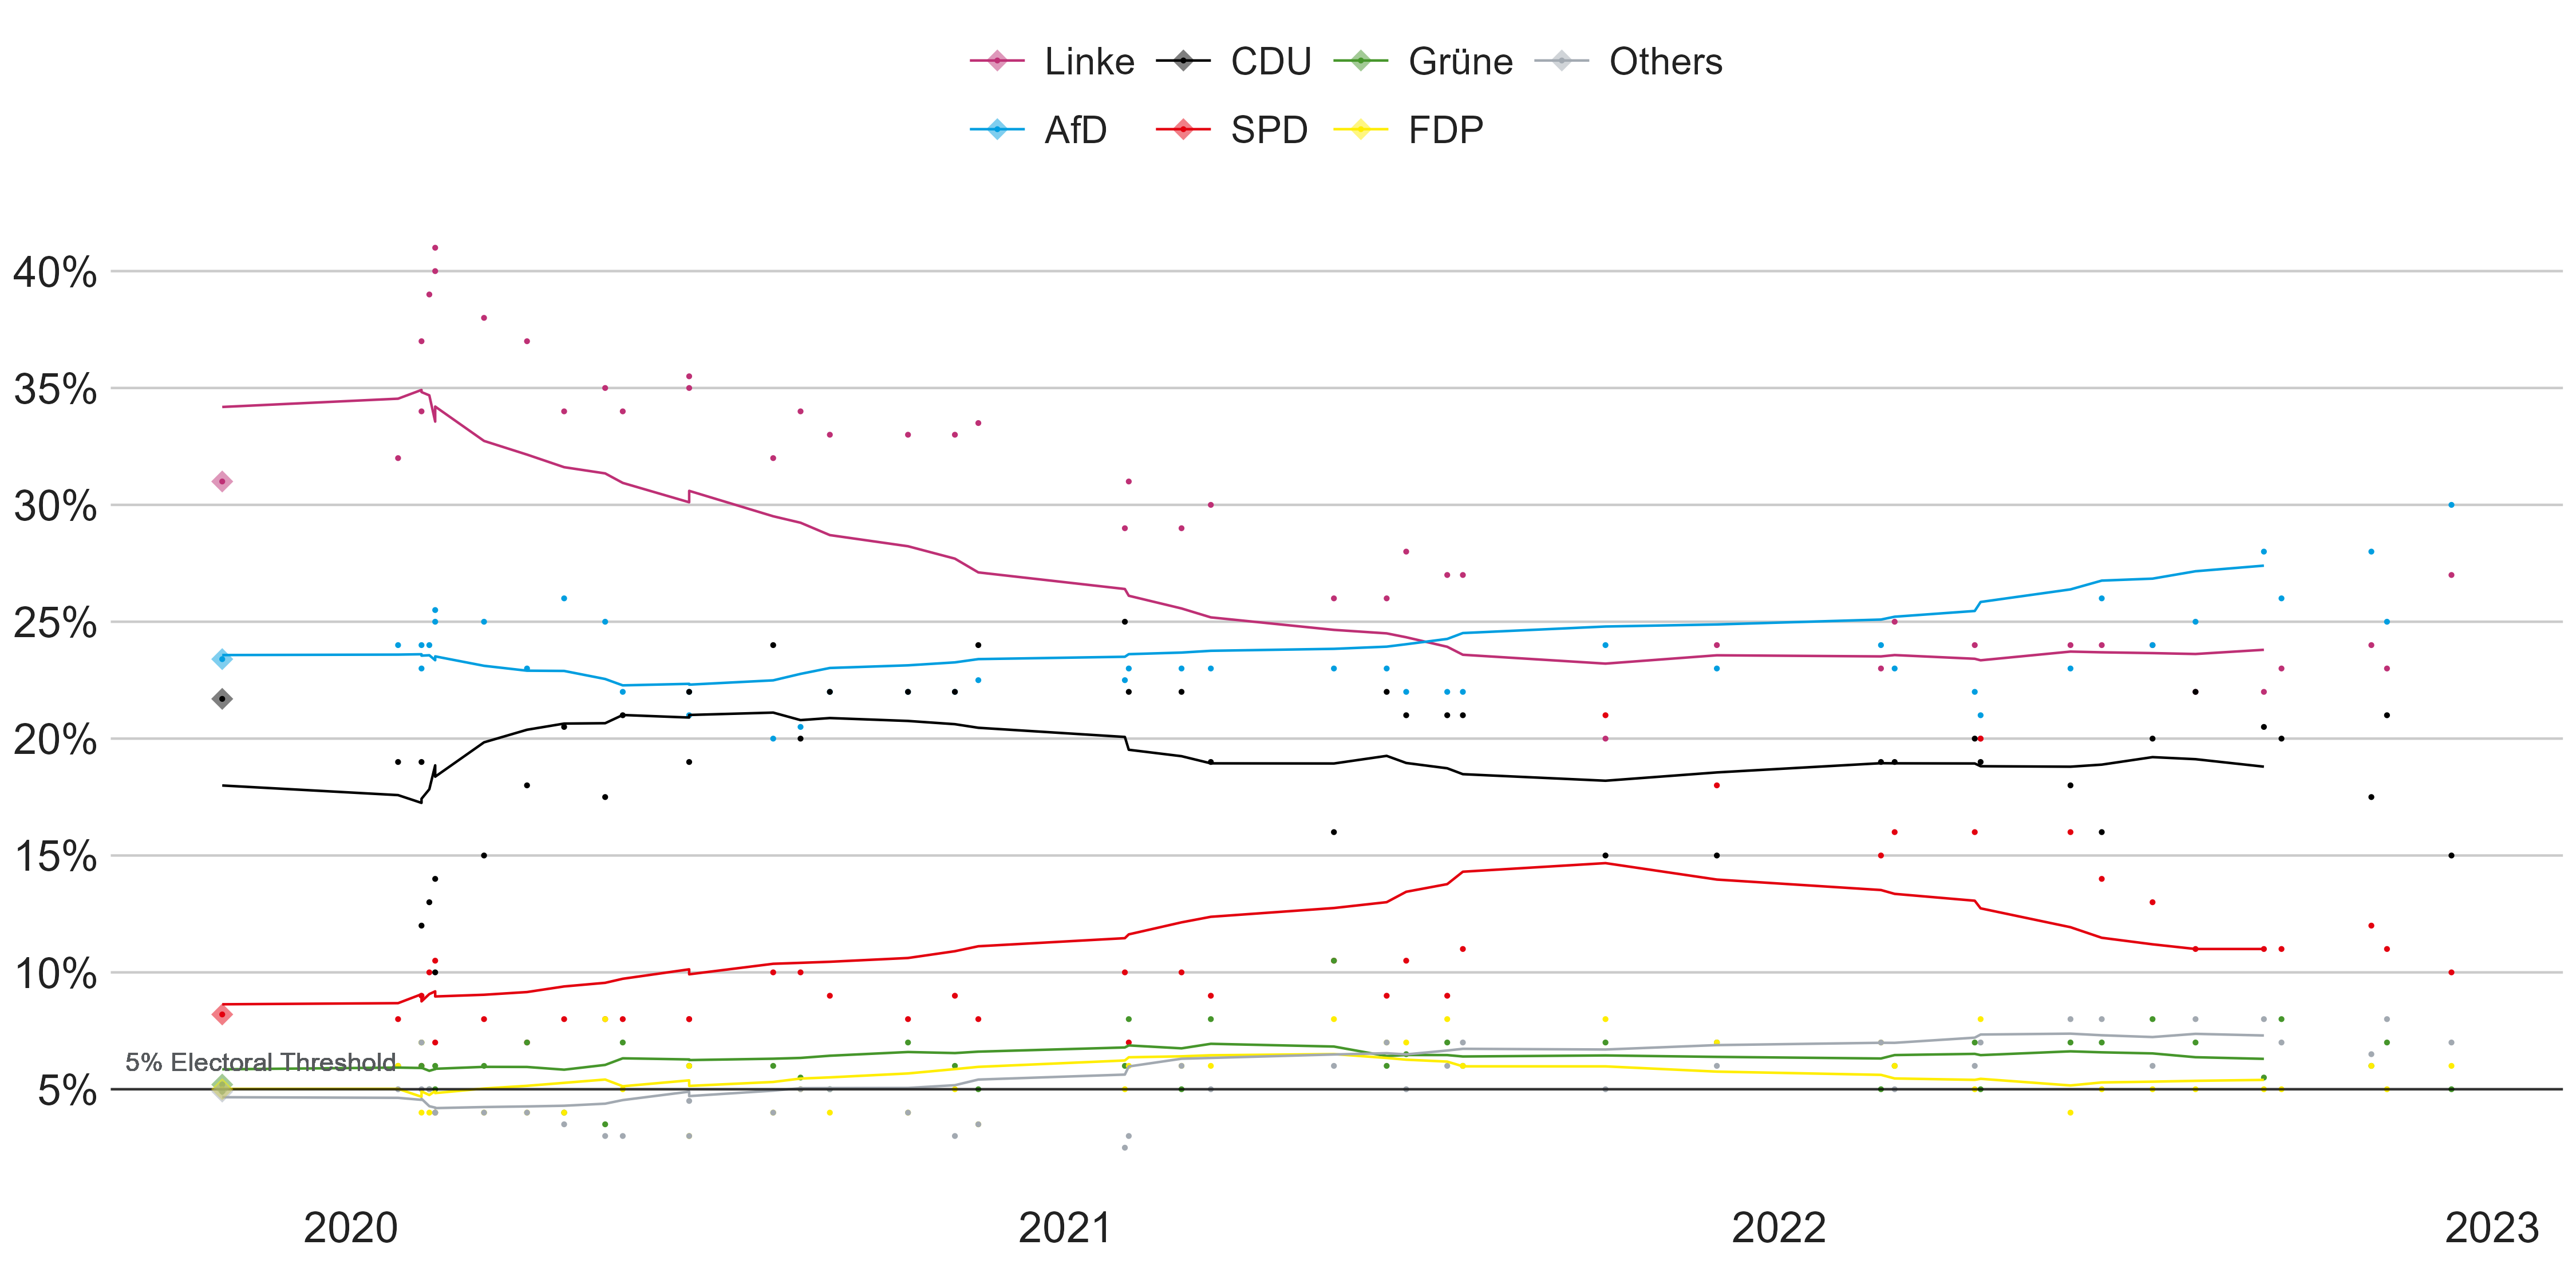 Linke CDU Grüne Others
AfD SPD FDP
40%
35%
30%
25%
20%
15%
10%
5% Electoral Threshold
5%
2020 2021 2022 2023